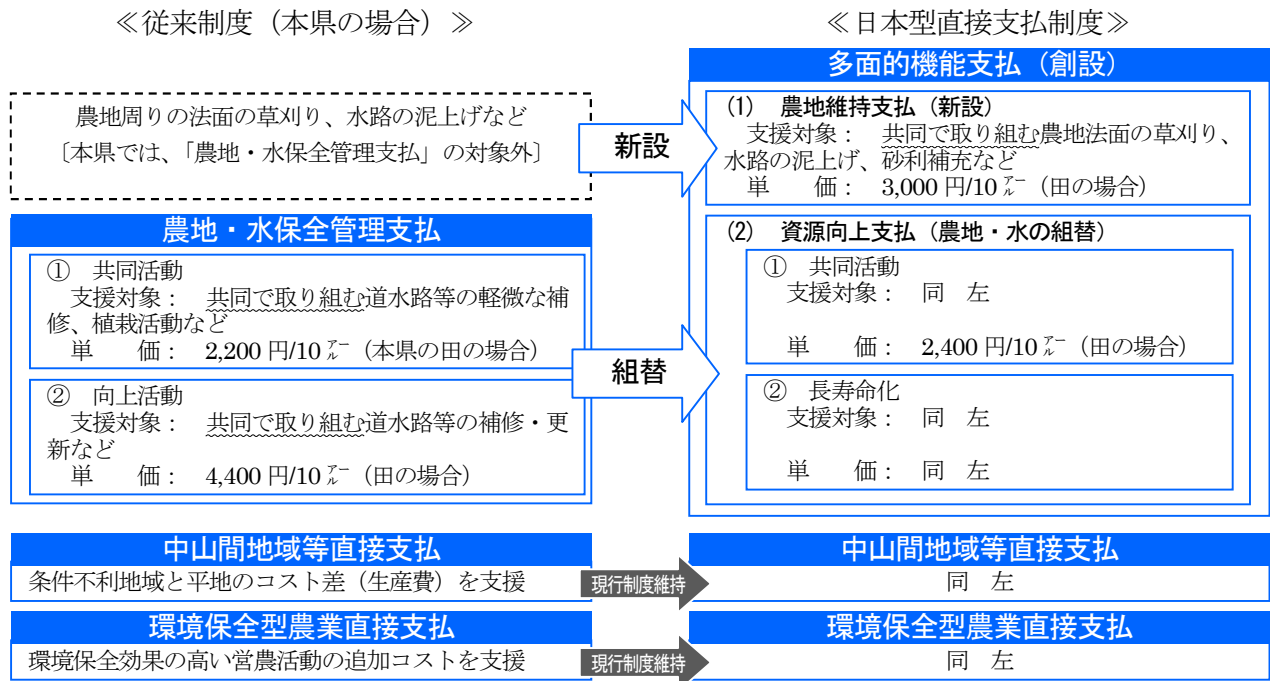 ≪従来制度（本県の場合）≫
農地周りの法面の草刈り、水路の泥上げなど
〔本県では、「農地・水保全管理支払」の対象外〕
農地・水保全管理支払
① 共同活動
支援対象： 共同で取り組む道水路等の軽微な補
修、植栽活動など
単　価： 2,200 円/10 ㌃（本県の田の場合）
② 向上活動
支援対象： 共同で取り組む道水路等の補修・更
新など
単　価： 4,400 円/10 ㌃（田の場合）
新設
組替
≪日本型直接支払制度≫
多面的機能支払（創設）
(1) 農地維持支払（新設）
支援対象： 共同で取り組む農地法面の草刈り、
水路の泥上げ、砂利補充など
単　価： 3,000 円/10 ㌃（田の場合）
(2) 資源向上支払（農地・水の組替）
① 共同活動
支援対象： 同　左
単　価： 2,400 円/10 ㌃（田の場合）
② 長寿命化
支援対象： 同　左
単　価： 同　左
中山間地域等直接支払
条件不利地域と平地のコスト差（生産費）を支援
現行制度維持
中山間地域等直接支払
同　左
環境保全型農業直接支払
環境保全効果の高い営農活動の追加コストを支援
現行制度維持
環境保全型農業直接支払
同　左